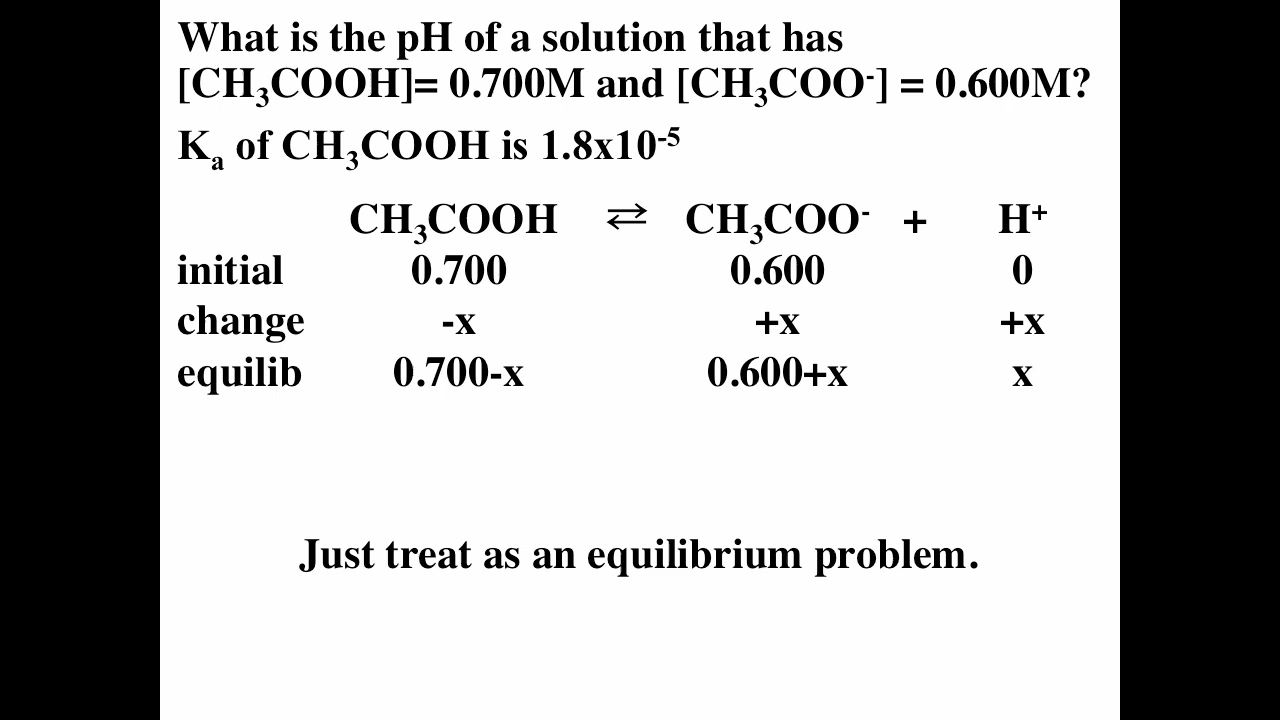 What is the pH of a solution that has
[CH₃COOH]= 0.700M and [CH₃COO⁻] = 0.600M?
Kₐ of CH₃COOH is 1.8x10⁻⁵
CH₃COOH ⇄ CH₃COO⁻ + H⁺
initial 0.700 0.600 0
change -x +x +x
equilib 0.700-x 0.600+x x
Just treat as an equilibrium problem.